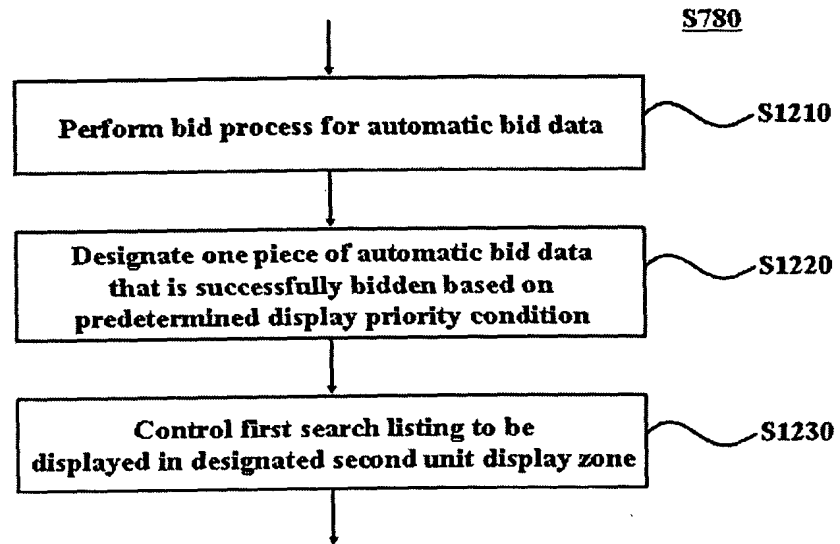 S780
Perform bid process for automatic bid data
S1210
Designate one piece of automatic bid data
that is successfully bidden based on
predetermined display priority condition
S1220
Control first search listing to be
displayed in designated second unit display zone
S1230